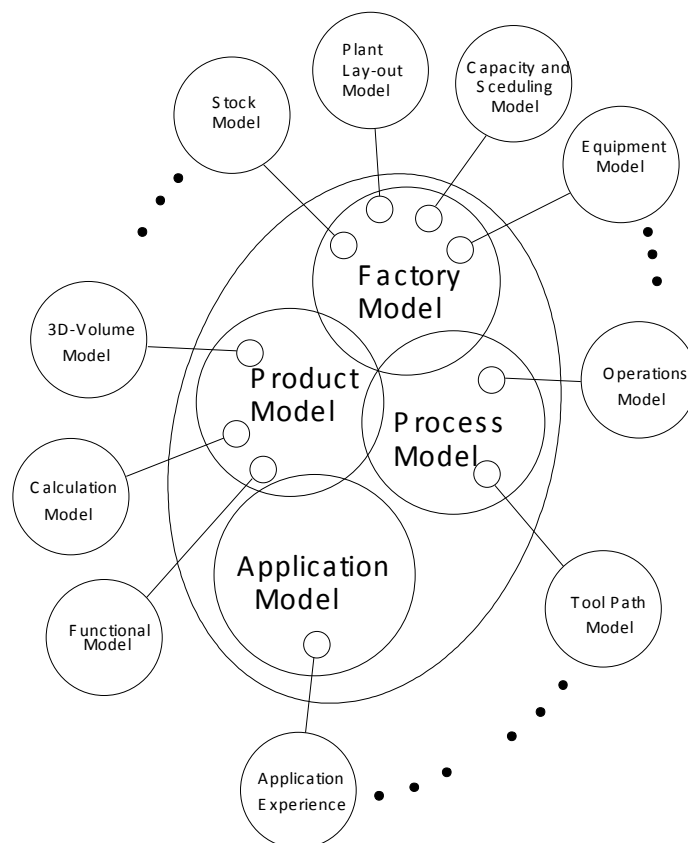 Plant
Lay-out
Model
Capacity and
Sceduling
Model
Stock
Model
Equipment
Model
Factory
Model
3D-Volume
Model
Product
Model
Operations
Model
Process
Model
Calculation
Model
Application
Model
Functional
Model
Tool Path
Model
Application
Experience